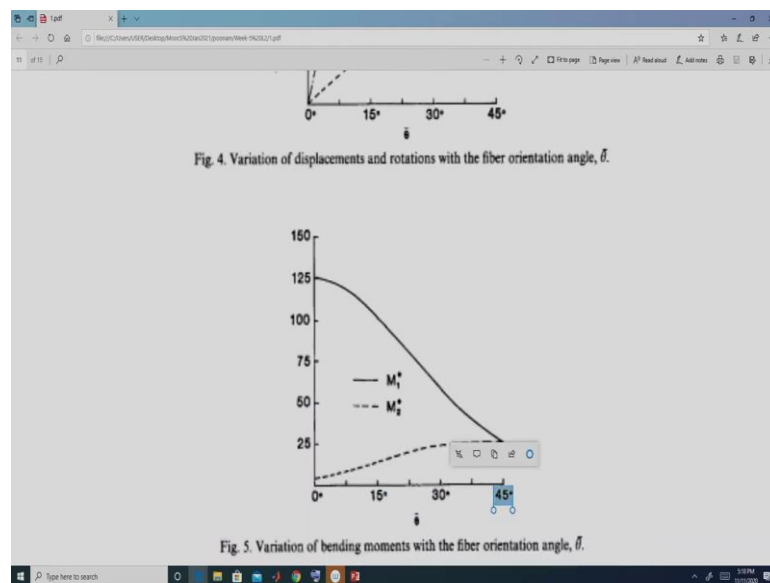 1.pdf
11 of 15
Fit to page Page view Read aloud Add notes
0° 15° 30° 45°
θ̄
Fig. 4. Variation of displacements and rotations with the fiber orientation angle, θ̄.
150
125
100
75
50
25
M₁*
M₂*
0° 15° 30° 45°
θ̄
Fig. 5. Variation of bending moments with the fiber orientation angle, θ̄.
Type here to search
5:18 PM